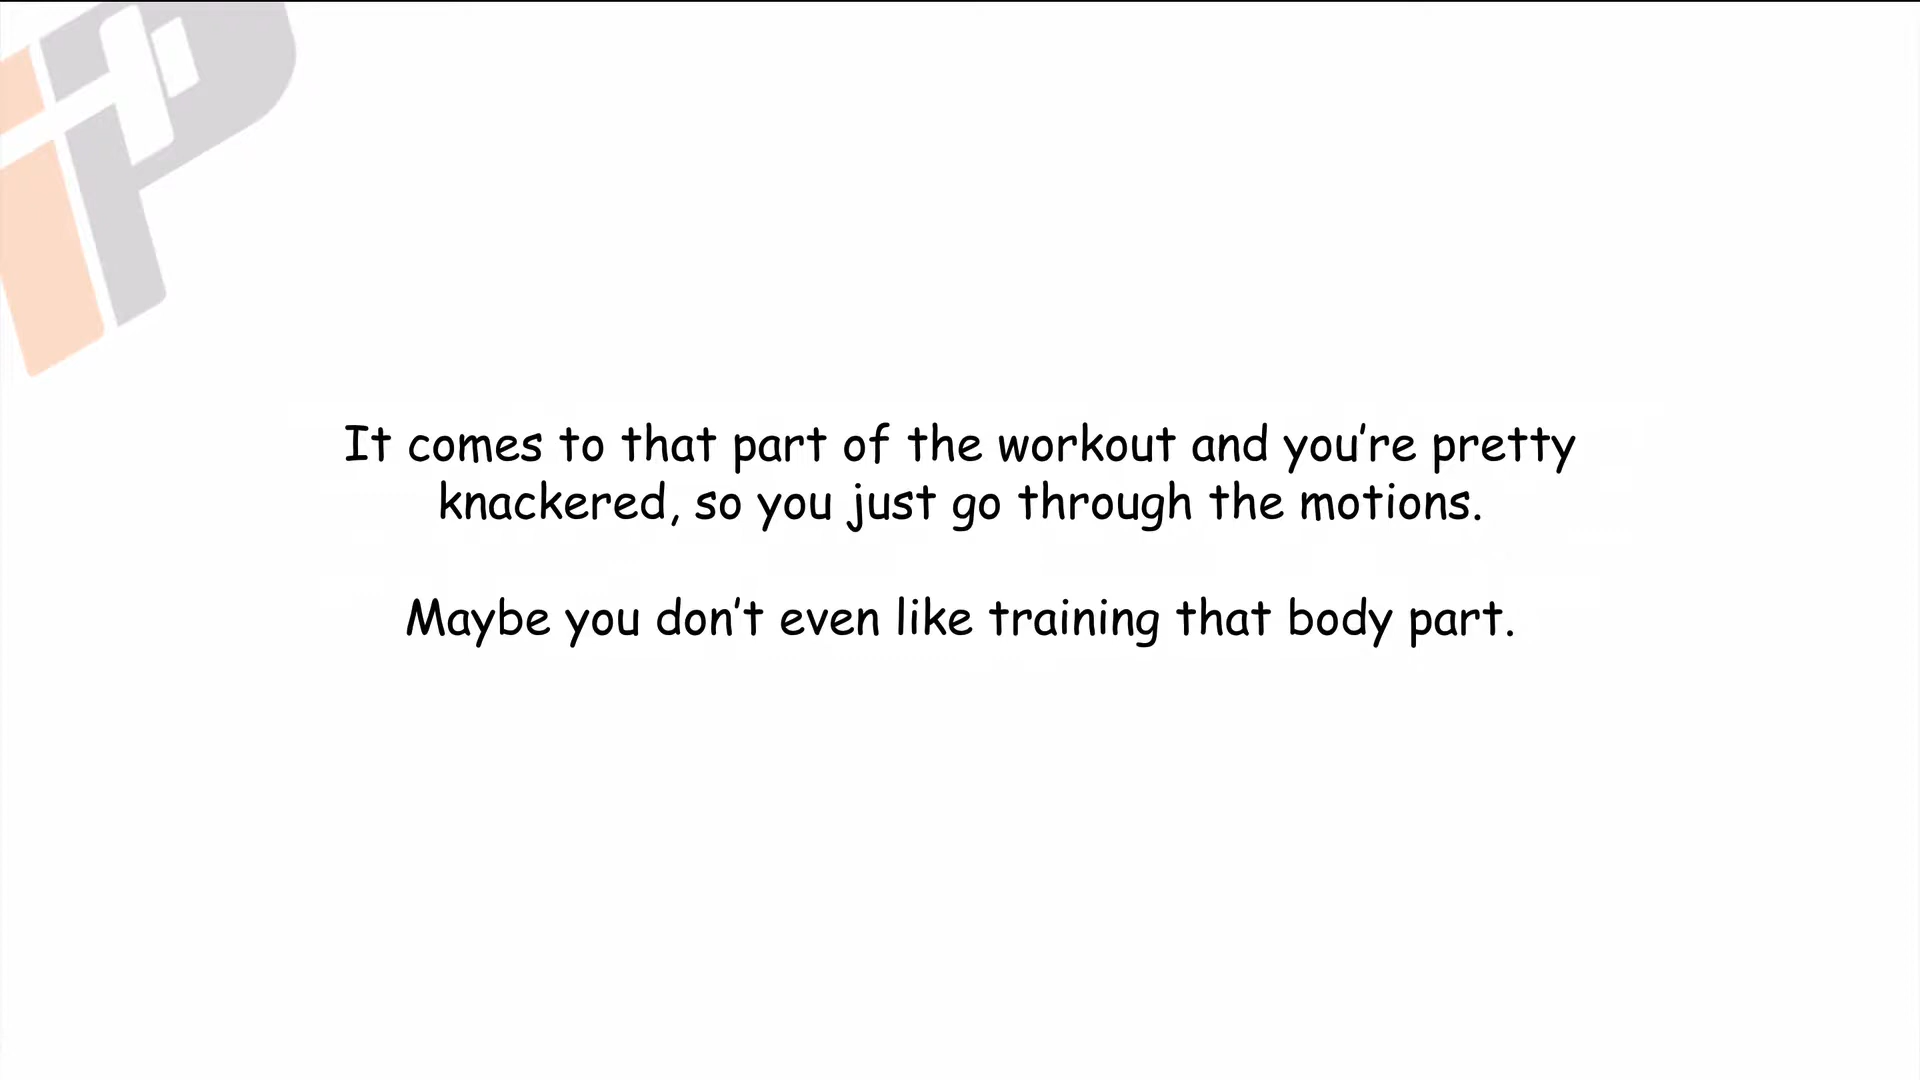 It comes to that part of the workout and you’re pretty
knackered, so you just go through the motions.
Maybe you don’t even like training that body part.